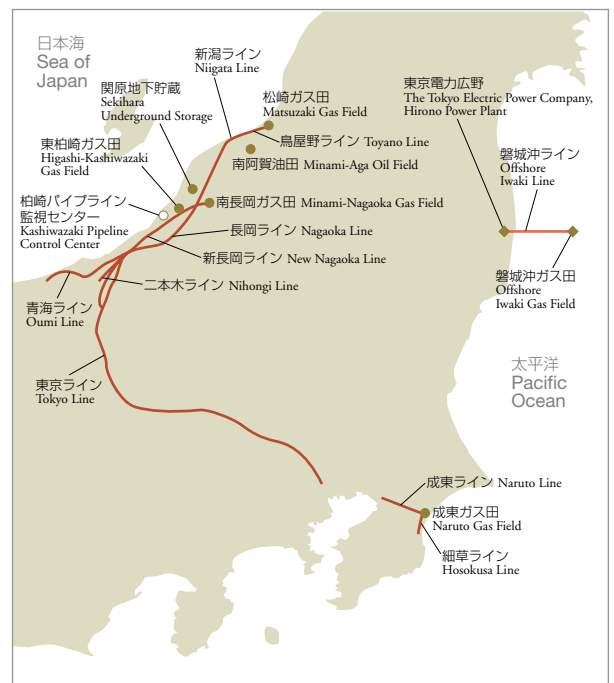 日本海
Sea of
Japan
新潟ライン
Niigata Line
関原地下貯蔵
Sekihara
Underground Storage
松崎ガス田
Matsuzaki Gas Field
東京電力広野
The Tokyo Electric Power Company,
Hirono Power Plant
鳥屋野ライン Toyano Line
東柏崎ガス田
Higashi-Kashiwazaki
Gas Field
南阿賀油田 Minami-Aga Oil Field
磐城沖ライン
Offshore
Iwaki Line
柏崎パイプライン
監視センター
Kashiwazaki Pipeline
Control Center
南長岡ガス田 Minami-Nagaoka Gas Field
長岡ライン Nagaoka Line
新長岡ライン New Nagaoka Line
二本木ライン Nihongi Line
磐城沖ガス田
Offshore
Iwaki Gas Field
青海ライン
Oumi Line
太平洋
Pacific
Ocean
東京ライン
Tokyo Line
成東ライン Naruto Line
成東ガス田
Naruto Gas Field
細草ライン
Hosokusa Line